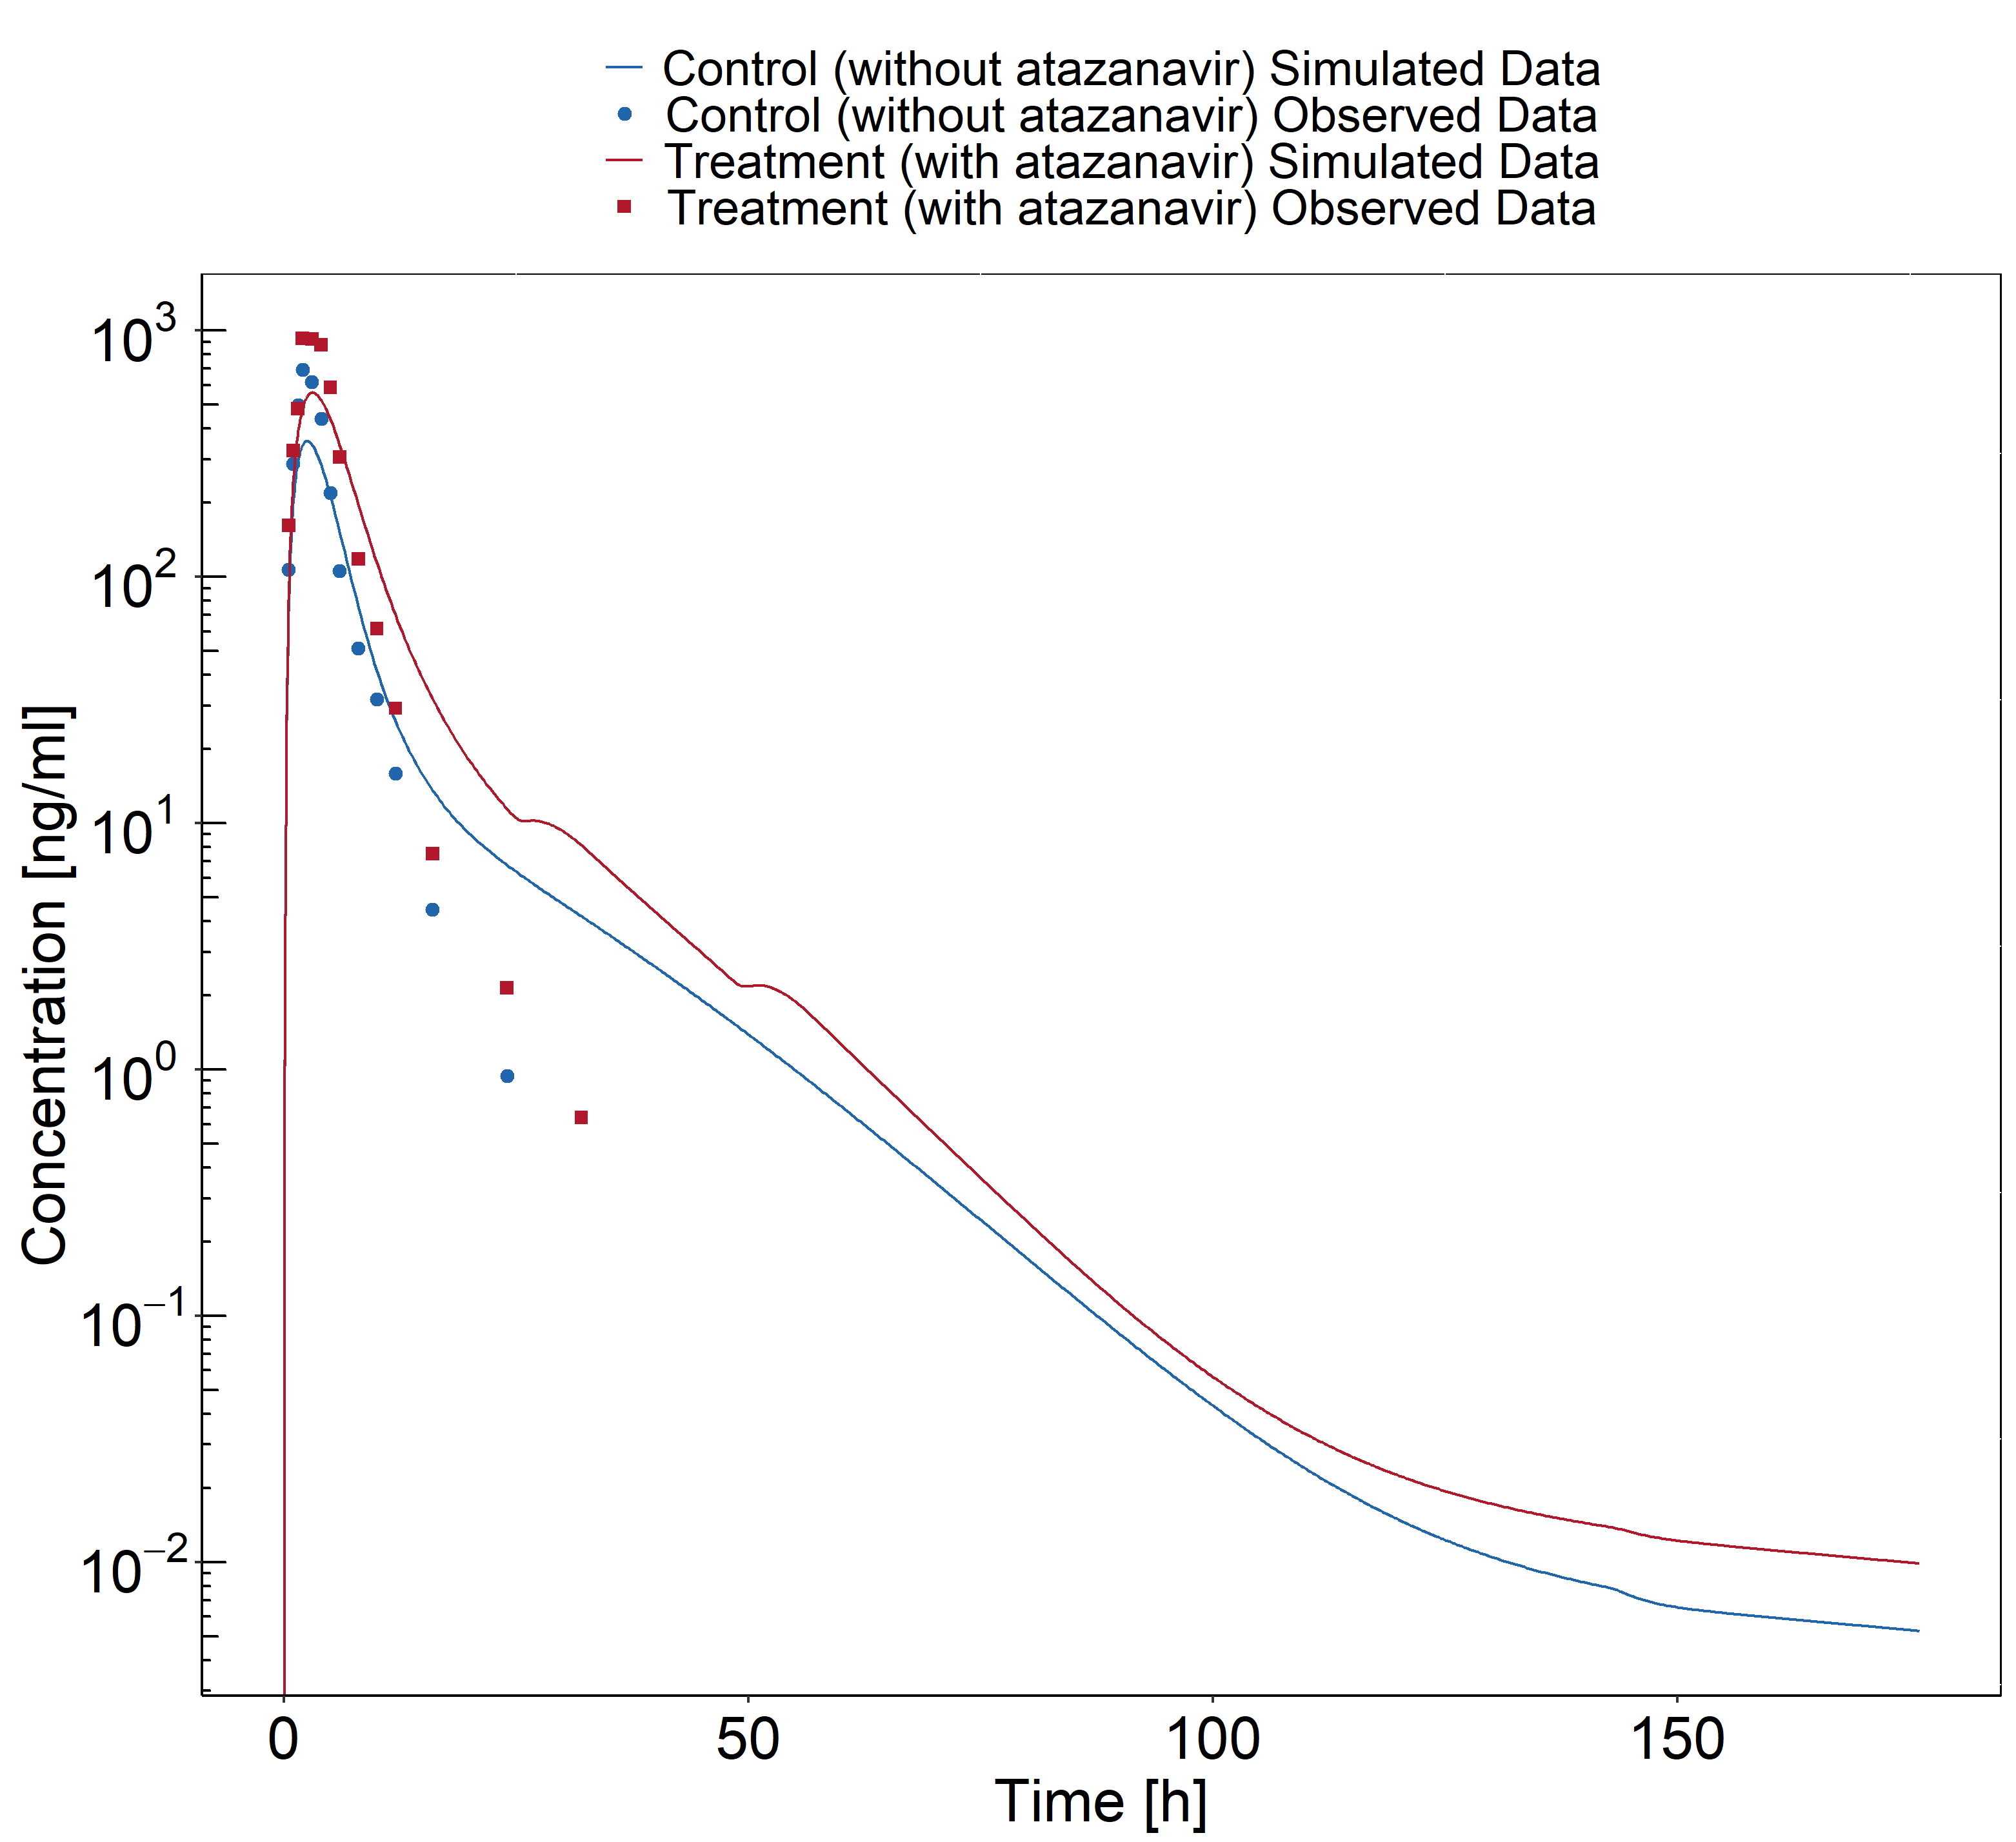 Control (without atazanavir) Simulated Data
Control (without atazanavir) Observed Data
Treatment (with atazanavir) Simulated Data
Treatment (with atazanavir) Observed Data
10³
10²
10¹
10⁰
10⁻¹
10⁻²
Concentration [ng/ml]
0 50 100 150
Time [h]